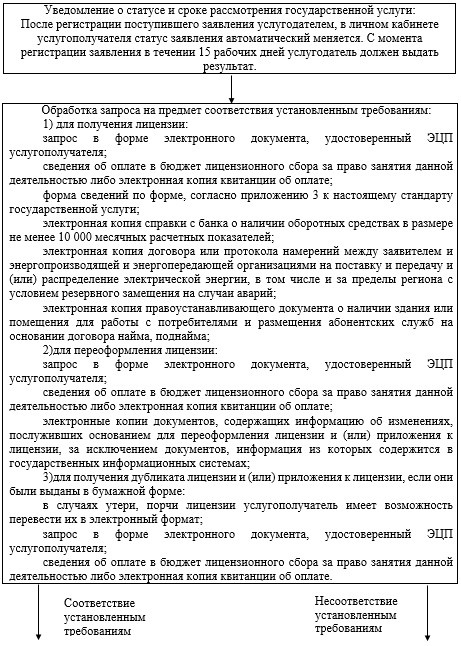 Уведомление о статусе и сроке рассмотрения государственной услуги:
После регистрации поступившего заявления услугодателем, в личном кабинете
услугополучателя статус заявления автоматический меняется. С момента
регистрации заявления в течении 15 рабочих дней услугодатель должен выдать
результат.
Обработка запроса на предмет соответствия установленным требованиям:
1) для получения лицензии:
запрос в форме электронного документа, удостоверенный ЭЦП
услугополучателя;
сведения об оплате в бюджет лицензионного сбора за право занятия данной
деятельностью либо электронная копия квитанции об оплате;
форма сведений по форме, согласно приложению 3 к настоящему стандарту
государственной услуги;
электронная копия справки с банка о наличии оборотных средствах в размере
не менее 10 000 месячных расчетных показателей;
электронная копия договора или протокола намерений между заявителем и
энергопроизводящей и энергопередающей организациями на поставку и передачу и
(или) распределение электрической энергии, в том числе и за пределы региона с
условием резервного замещения на случаи аварий;
электронная копия правоустанавливающего документа о наличии здания или
помещения для работы с потребителями и размещения абонентских служб на
основании договора найма, поднайма;
2)для переоформления лицензии:
запрос в форме электронного документа, удостоверенный ЭЦП
услугополучателя;
сведения об оплате в бюджет лицензионного сбора за право занятия данной
деятельностью либо электронная копия квитанции об оплате;
электронные копии документов, содержащих информацию об изменениях,
послуживших основанием для переоформления лицензии и (или) приложения к
лицензии, за исключением документов, информация из которых содержится в
государственных информационных системах;
3)для получения дубликата лицензии и (или) приложения к лицензии, если они
были выданы в бумажной форме:
в случаях утери, порчи лицензии услугополучатель имеет возможность
перевести их в электронный формат;
запрос в форме электронного документа, удостоверенный ЭЦП
услугополучателя;
сведения об оплате в бюджет лицензионного сбора за право занятия данной
деятельностью либо электронная копия квитанции об оплате.
Соответствие
установленным
требованиям
Несоответствие
установленным
требованиям